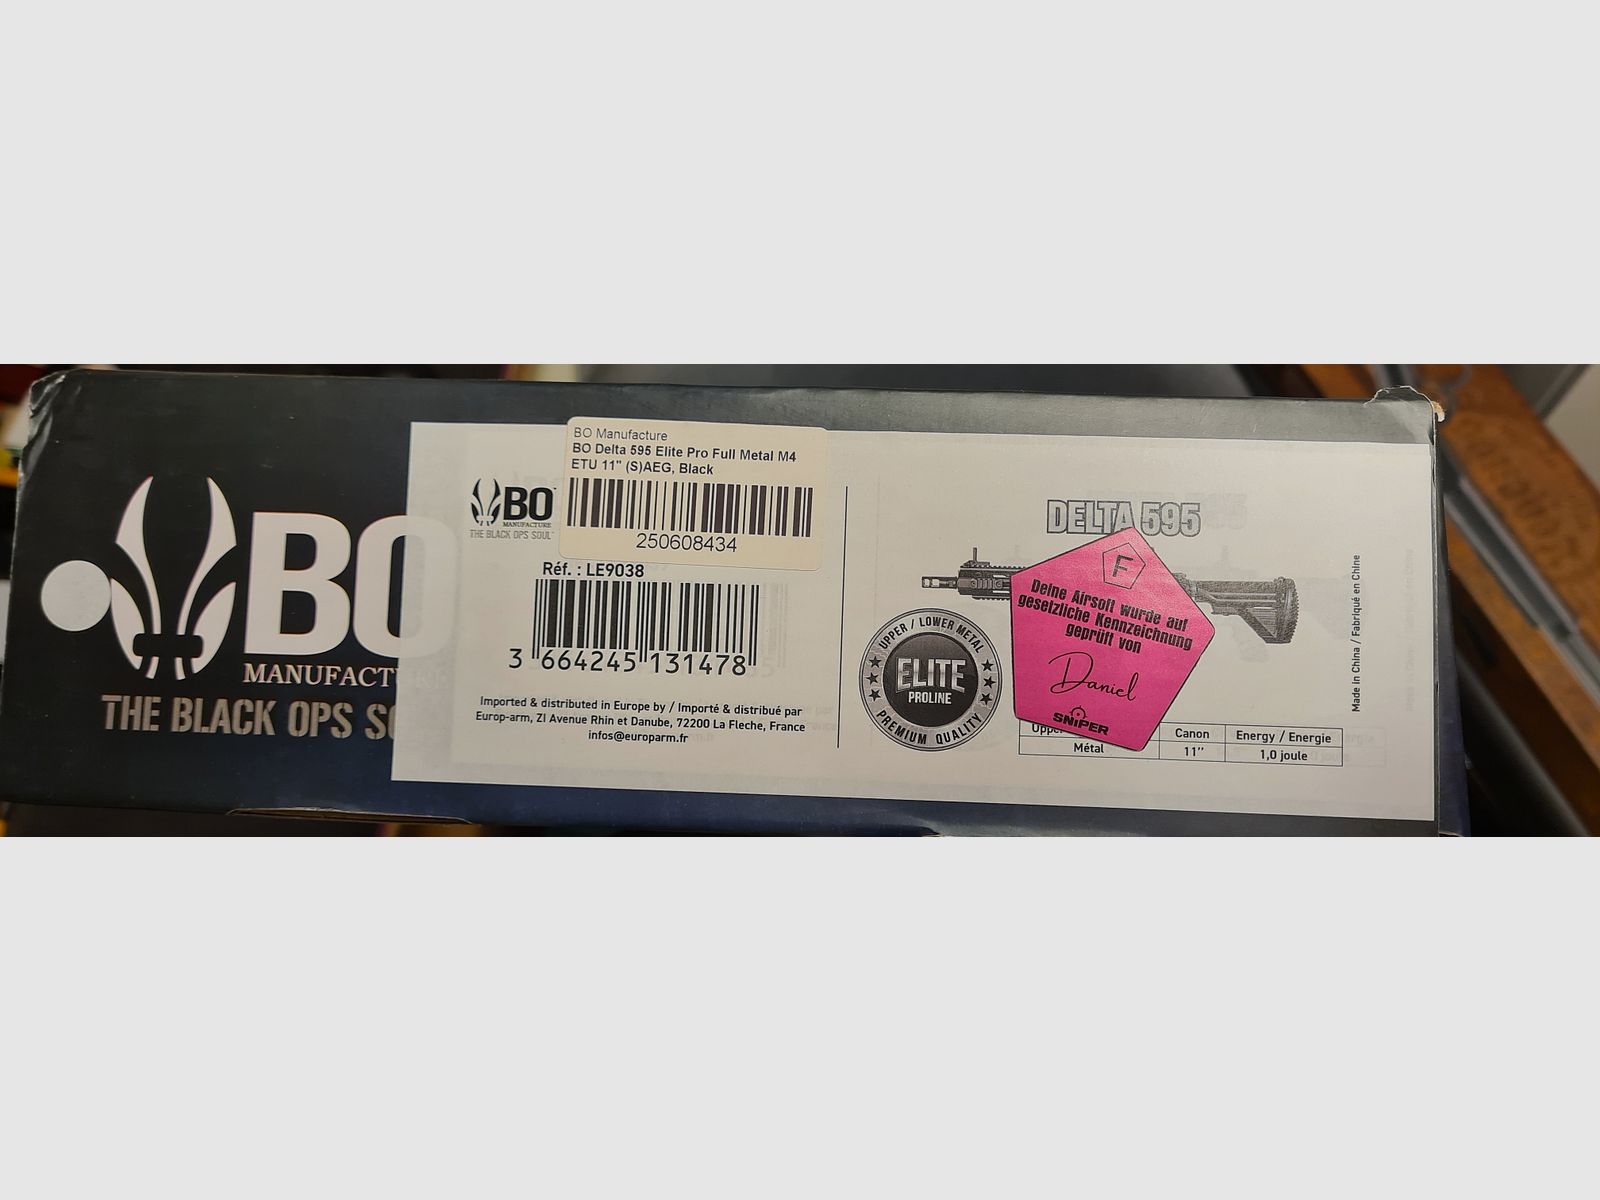 BO
MANUFACT
THE BLACK OPS SO
BO Manufacture
BO Delta 595 Elite Pro Full Metal M4
ETU 11" (S)AEG, Black
250608434
BO
MANUFACTURE
THE BLACK OPS SOUL
Réf. : LE9038
3 664245 131478
Imported & distributed in Europe by / Importé & distribué par
Europ-arm, ZI Avenue Rhin et Danube, 72200 La Fleche, France
infos@europarm.fr
DELTA 595
UPPER / LOWER METAL
ELITE
PROLINE
PREMIUM QUALITY
F
Deine Airsoft wurde auf
gesetzliche Kennzeichnung
geprüft von
Daniel
SNIPER
Upper Canon Energy / Energie
Métal 11'' 1,0 joule
Made in China / Fabriqué en Chine